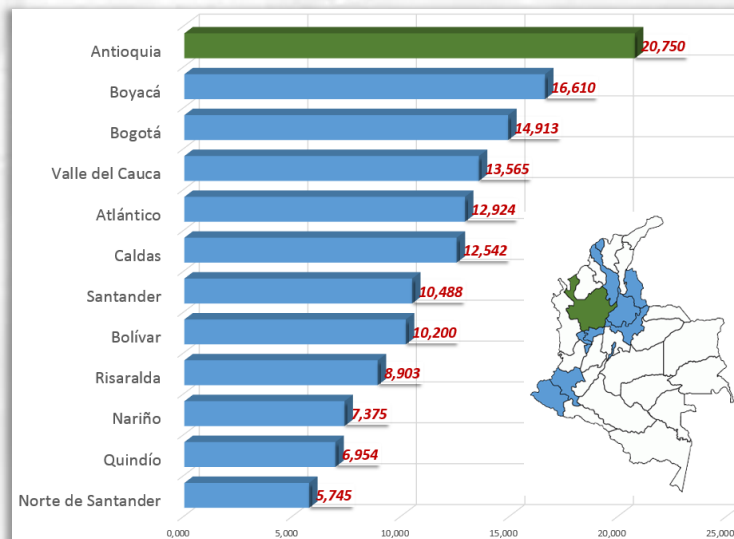 Antioquia 20,750
Boyacá 16,610
Bogotá 14,913
Valle del Cauca 13,565
Atlántico 12,924
Caldas 12,542
Santander 10,488
Bolívar 10,200
Risaralda 8,903
Nariño 7,375
Quindío 6,954
Norte de Santander 5,745
0,000 5,000 10,000 15,000 20,000 25,000